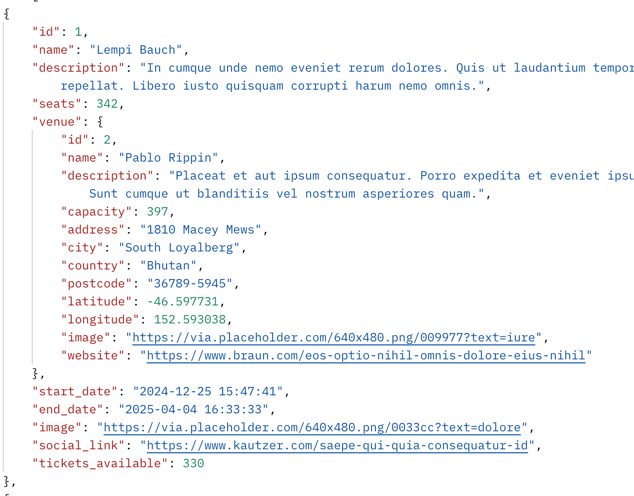 {
"id": 1,
"name": "Lempi Bauch",
"description": "In cumque unde nemo eveniet rerum dolores. Quis ut laudantium
repellat. Libero iusto quisquam corrupti harum nemo omnis.",
"seats": 342,
"venue": {
"id": 2,
"name": "Pablo Rippin",
"description": "Placeat et aut ipsum consequatur. Porro expedita et eveniet
Sunt cumque ut blanditiis vel nostrum asperiores quam.",
"capacity": 397,
"address": "1810 Macey Mews",
"city": "South Loyalberg",
"country": "Bhutan",
"postcode": "36789-5945",
"latitude": -46.597731,
"longitude": 152.593038,
"image": "https://via.placeholder.com/640x480.png/009977?text=iure",
"website": "https://www.braun.com/eos-optio-nihil-omnis-dolore-eius-nihil"
},
"start_date": "2024-12-25 15:47:41",
"end_date": "2025-04-04 16:33:33",
"image": "https://via.placeholder.com/640x480.png/0033cc?text=dolore",
"social_link": "https://www.kautzer.com/saepe-qui-quia-consequatur-id",
"tickets_available": 330
},